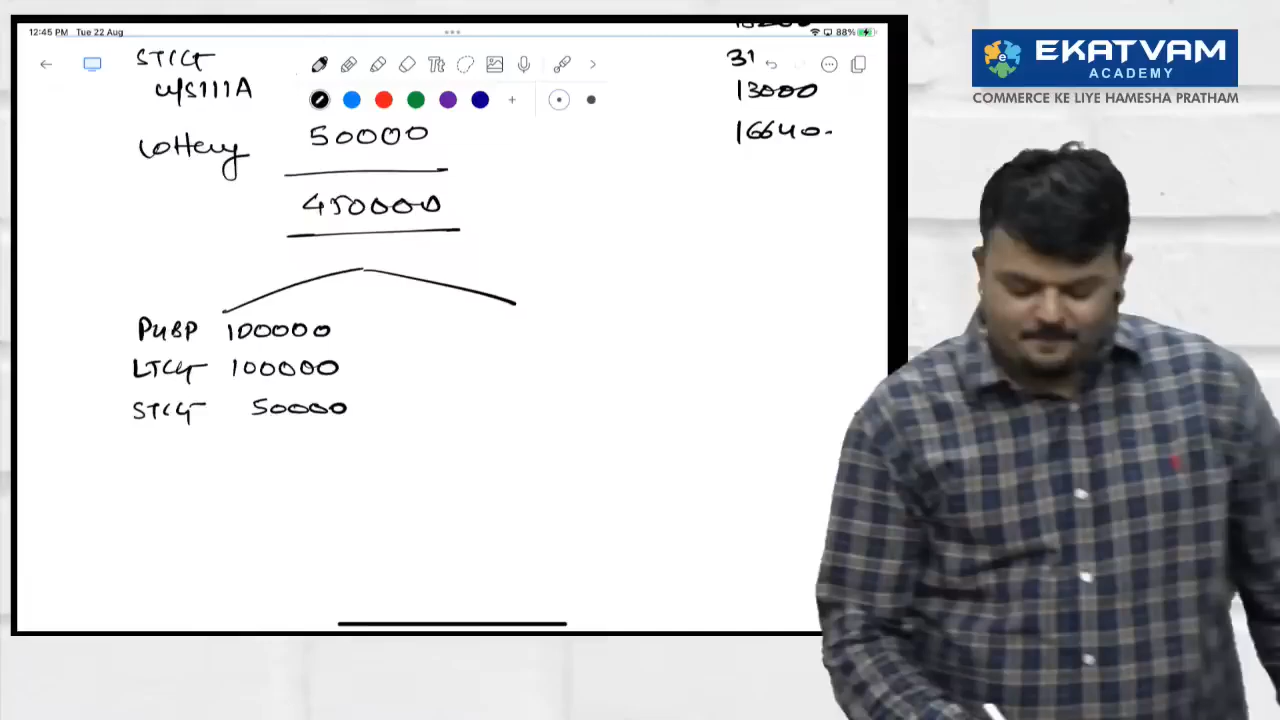 12:45 PM Tue 22 Aug
88%
STCG
u/s 111A
Lottery 50000
450000
PGBP 100000
LTCG 100000
STCG 50000
31
13000
16640.
EKATVAM
ACADEMY
COMMERCE KE LIYE HAMESHA PRATHAM